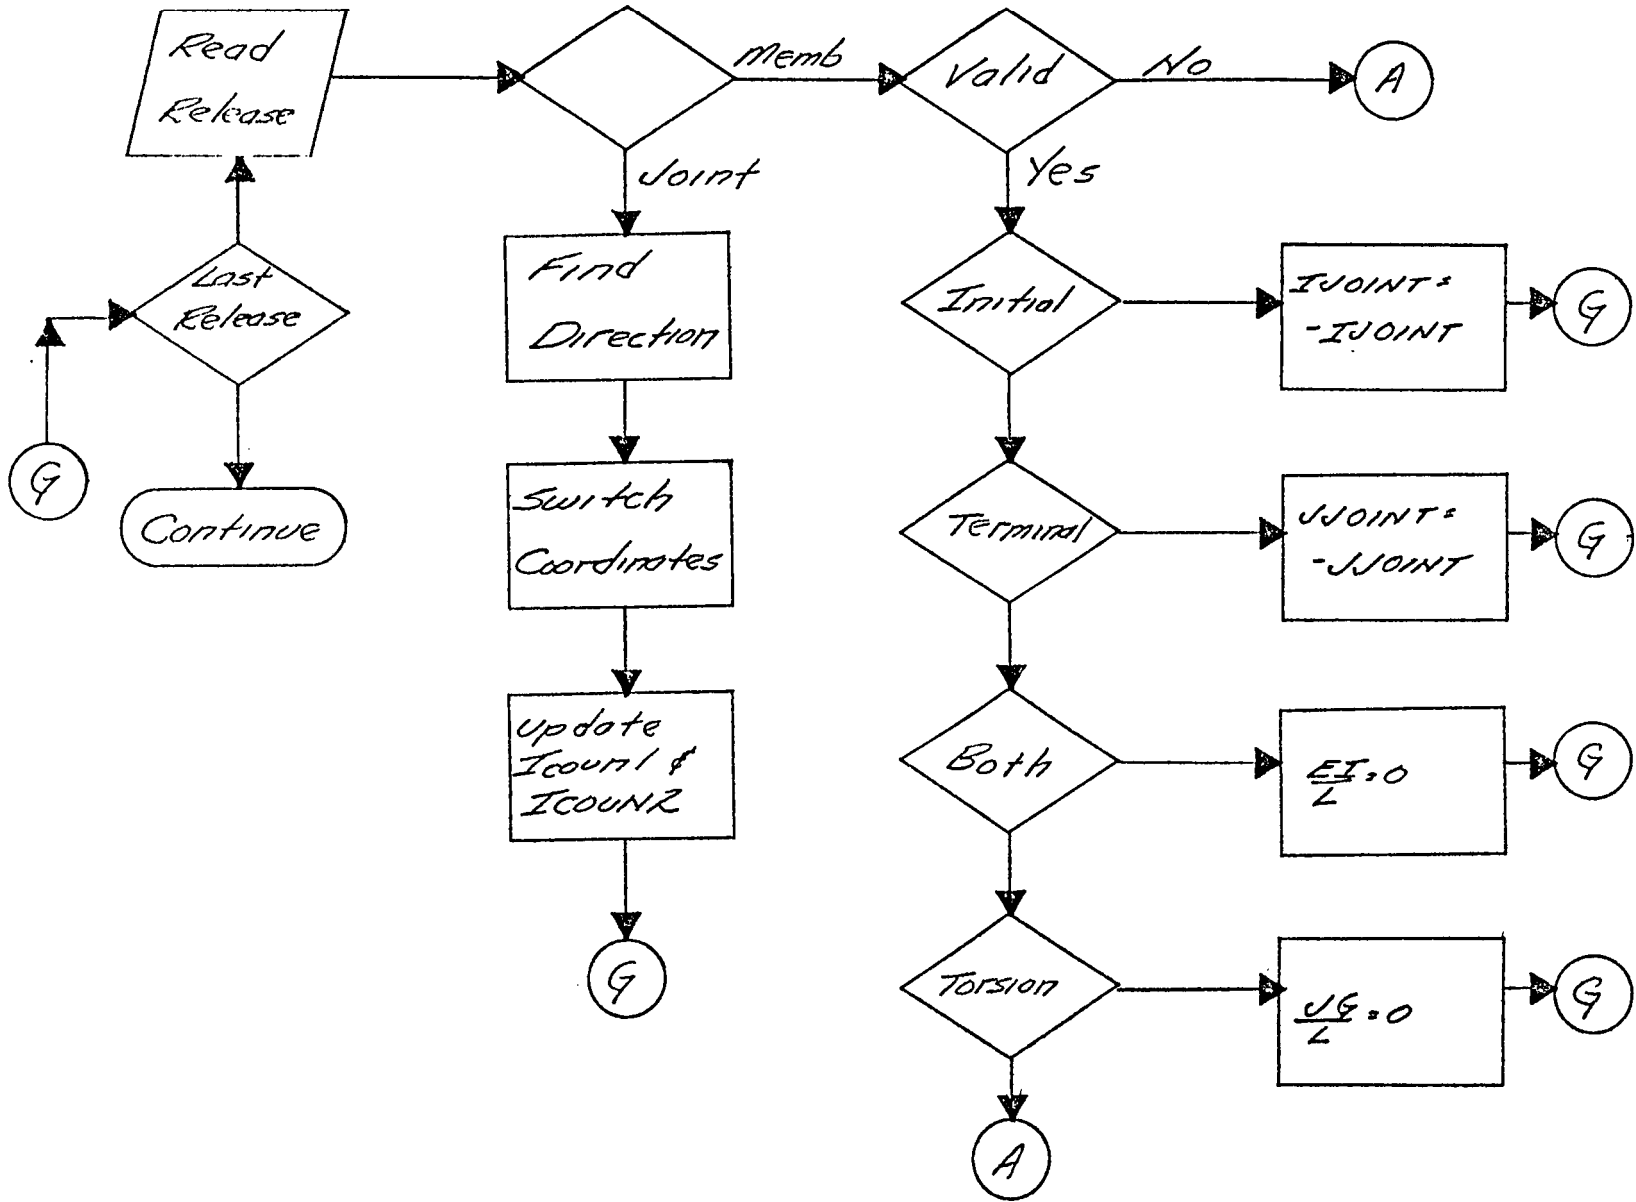 Read
Release
Memb
Valid
No
A
Joint
Yes
Last
Release
Find
Direction
Initial
IJOINT =
-IJOINT
G
G
Continue
Switch
Coordinates
Terminal
JJOINT =
-JJOINT
G
Update
Icoun1 &
ICOUN2
Both
EI = 0
L
G
G
Torsion
JG = 0
L
G
A